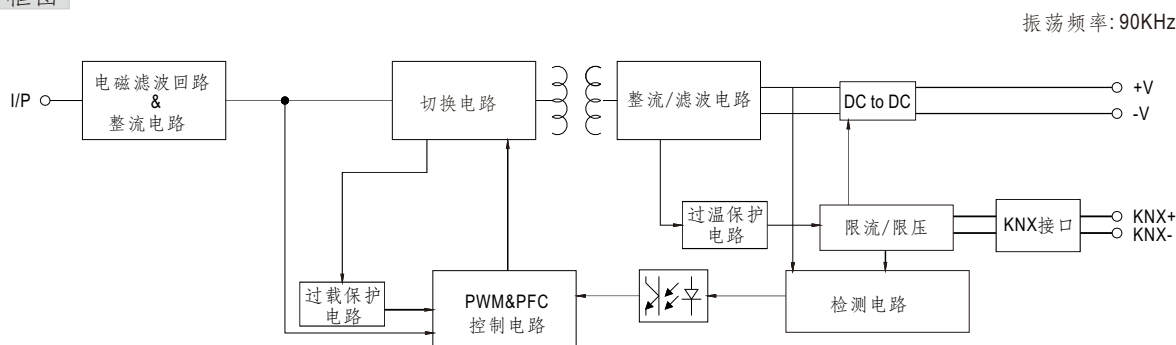 框图
振荡频率: 90KHz
I/P
电磁滤波回路
&
整流电路
切换电路
整流/滤波电路
DC to DC
+V
-V
过温保护
电路
限流/限压
KNX接口
KNX+
KNX-
过载保护
电路
PWM&PFC
控制电路
检测电路